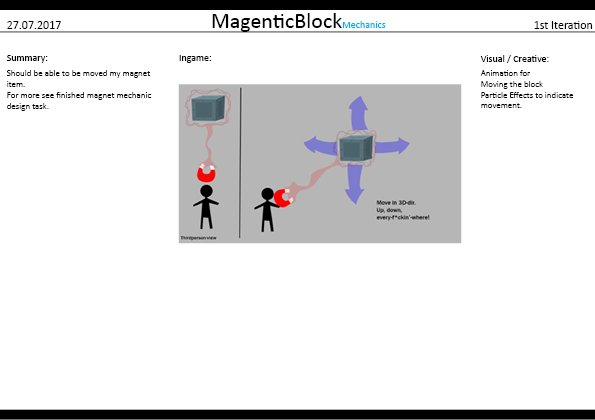 27.07.2017
MagenticBlock Mechanics
1st Iteration
Summary:
Should be able to be moved my magnet
item.
For more see finished magnet mechanic
design task.
Ingame:
Thirdperson-view
Move in 3D-dir.
Up, down,
every-f*ckin'-where!
Visual / Creative:
Animation for
Moving the block
Particle Effects to indicate
movement.